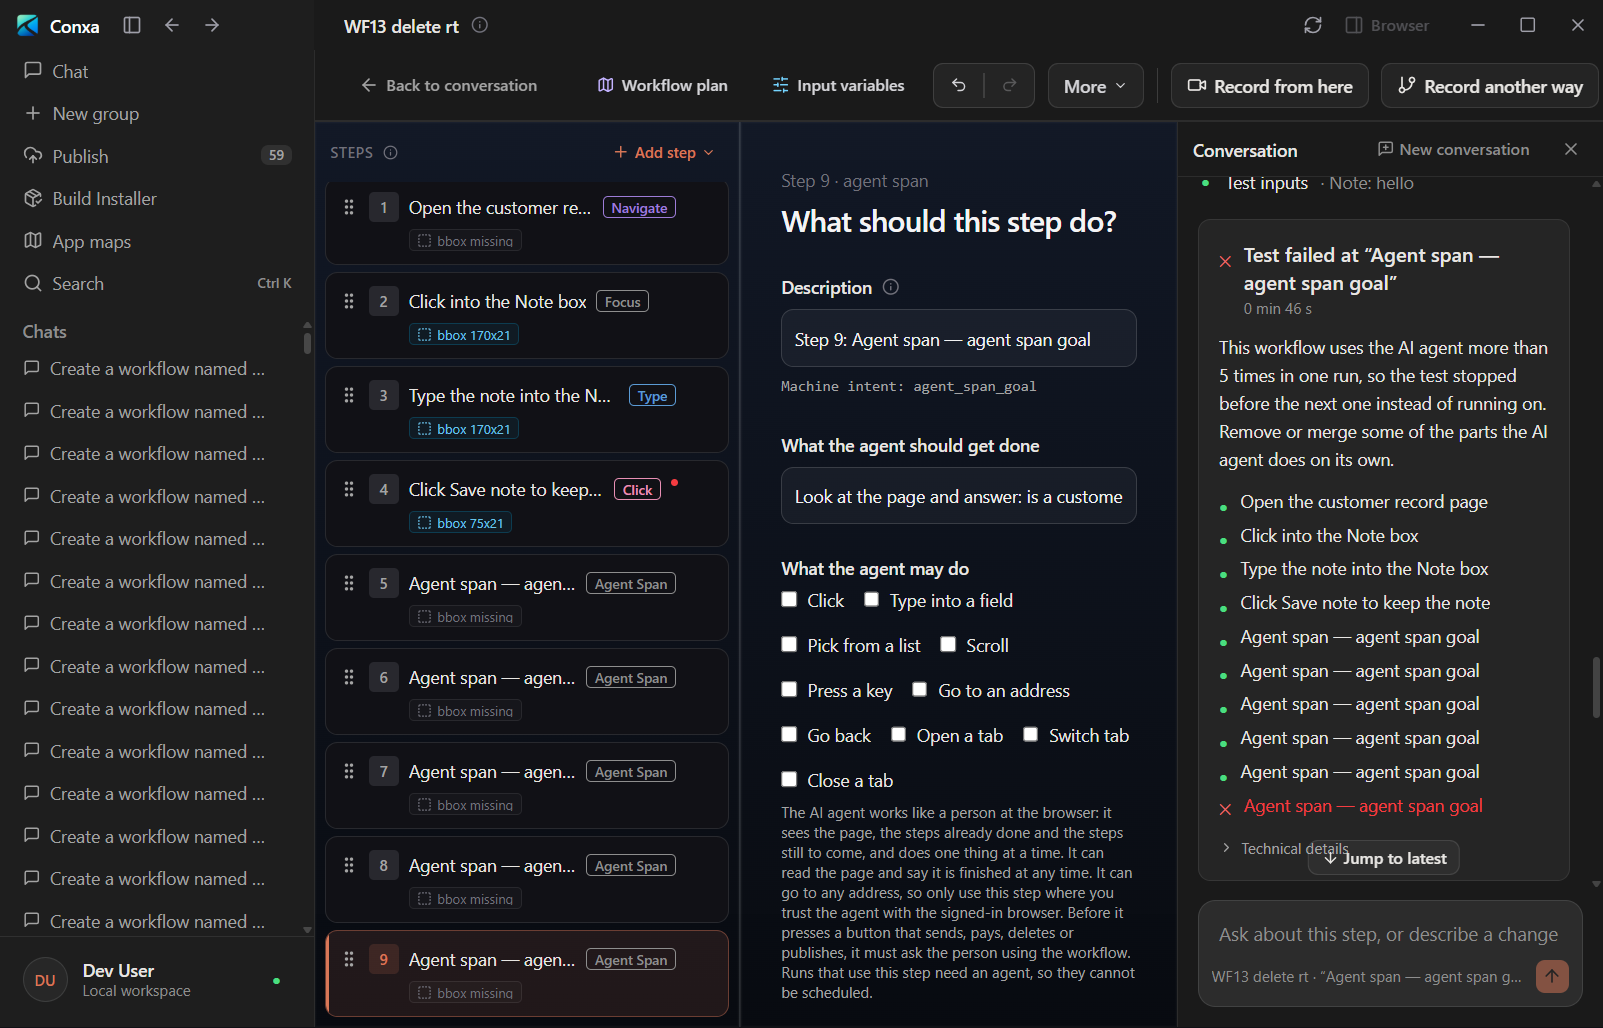 Conxa
WF13 delete rt
Browser
Chat
New group
Publish 59
Build Installer
App maps
Search Ctrl K
Chats
Create a workflow named ...
Create a workflow named ...
Create a workflow named ...
Create a workflow named ...
Create a workflow named ...
Create a workflow named ...
Create a workflow named ...
Create a workflow named ...
Create a workflow named ...
Create a workflow named ...
Create a workflow named ...
Create a workflow named ...
Create a workflow named ...
Create a workflow named ...
DU
Dev User
Local workspace
Back to conversation
Workflow plan
Input variables
More
Record from here
Record another way
STEPS
Add step
1 Open the customer re... Navigate
bbox missing
2 Click into the Note box Focus
bbox 170x21
3 Type the note into the N... Type
bbox 170x21
4 Click Save note to keep... Click
bbox 75x21
5 Agent span — agen... Agent Span
bbox missing
6 Agent span — agen... Agent Span
bbox missing
7 Agent span — agen... Agent Span
bbox missing
8 Agent span — agen... Agent Span
bbox missing
9 Agent span — agen... Agent Span
bbox missing
Step 9 · agent span
What should this step do?
Description
Step 9: Agent span — agent span goal
Machine intent: agent_span_goal
What the agent should get done
Look at the page and answer: is a custome
What the agent may do
Click Type into a field
Pick from a list Scroll
Press a key Go to an address
Go back Open a tab Switch tab
Close a tab
The AI agent works like a person at the browser: it
sees the page, the steps already done and the steps
still to come, and does one thing at a time. It can
read the page and say it is finished at any time. It can
go to any address, so only use this step where you
trust the agent with the signed-in browser. Before it
presses a button that sends, pays, deletes or
publishes, it must ask the person using the workflow.
Runs that use this step need an agent, so they cannot
be scheduled.
Conversation
New conversation
Test inputs · Note: hello
Test failed at “Agent span —
agent span goal”
0 min 46 s
This workflow uses the AI agent more than
5 times in one run, so the test stopped
before the next one instead of running on.
Remove or merge some of the parts the AI
agent does on its own.
Open the customer record page
Click into the Note box
Type the note into the Note box
Click Save note to keep the note
Agent span — agent span goal
Agent span — agent span goal
Agent span — agent span goal
Agent span — agent span goal
Agent span — agent span goal
Agent span — agent span goal
Technical details
Jump to latest
Ask about this step, or describe a change
WF13 delete rt · “Agent span — agent span g...